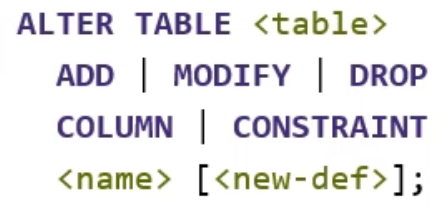 ALTER TABLE <table>
ADD | MODIFY | DROP
COLUMN | CONSTRAINT
<name> [<new-def>];